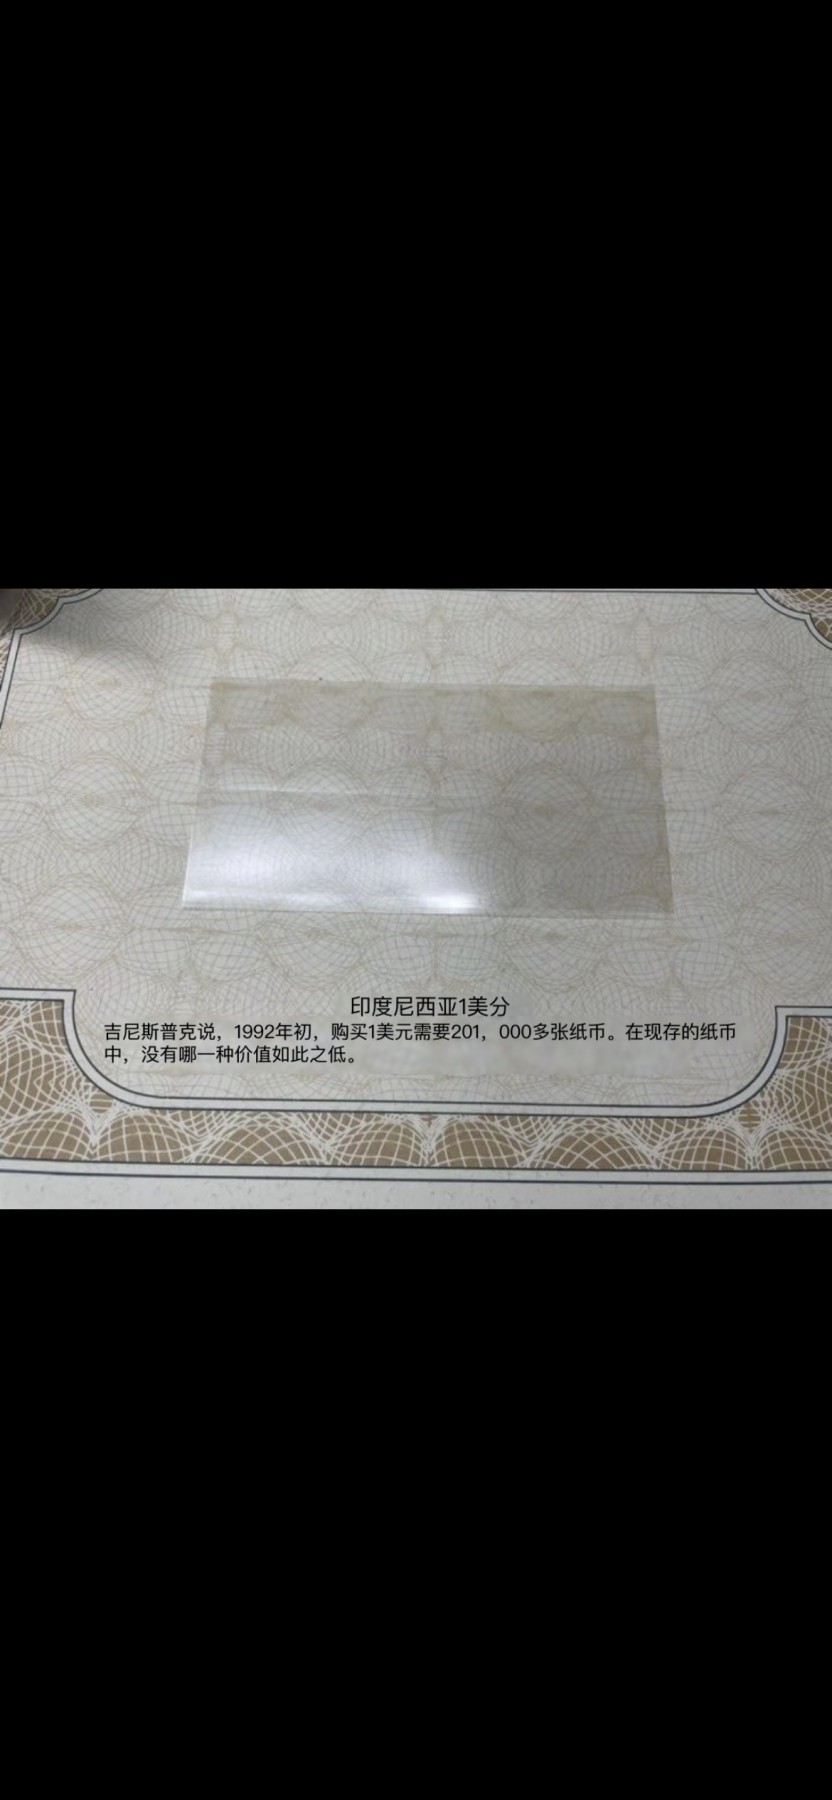 印度尼西亚1美分
吉尼斯普克说，1992年初，购买1美元需要201，000多张纸币。在现存的纸币
中，没有哪一种价值如此之低。